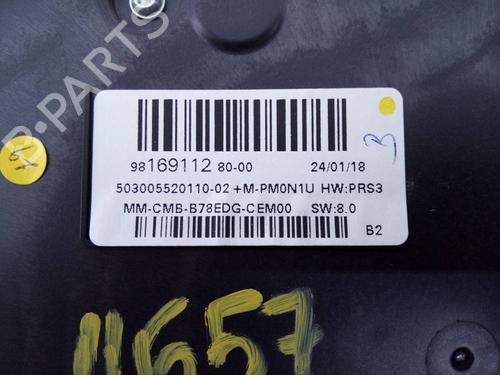 B-PARTS
98169112 80-00 24/01/18
503005520110-02 +M-PM0N1U HW:PRS3
MM-CMB-B78EDG-CEM00 SW:8.0
B2
3
11657